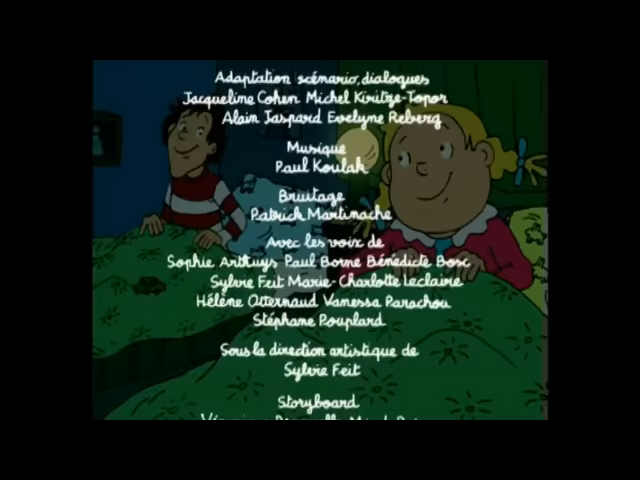 Adaptation scénario, dialogues
Jacqueline Cohen Michel Kiritzé-Topor
Alain Jaspard Evelyne Reberg
Musique
Paul Koulak
Bruitage
Patrick Martinache
Avec les voix de
Sophie Arthuys Paul Borne Bénédicte Bosc
Sylvie Feit Marie-Charlotte Leclaire
Hélène Otternaud Vanessa Parachou
Stéphane Pouplard
Sous la direction artistique de
Sylvie Feit
Storyboard